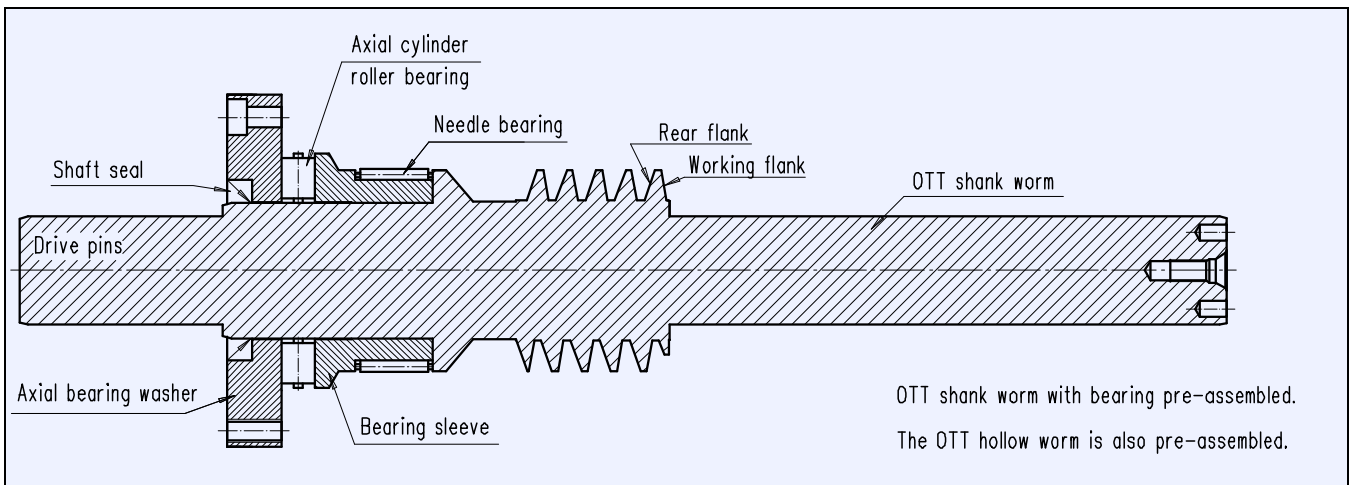 Axial cylinder
roller bearing
Needle bearing
Rear flank
Working flank
Shaft seal
OTT shank worm
Drive pins
Axial bearing washer
Bearing sleeve
OTT shank worm with bearing pre-assembled.
The OTT hollow worm is also pre-assembled.